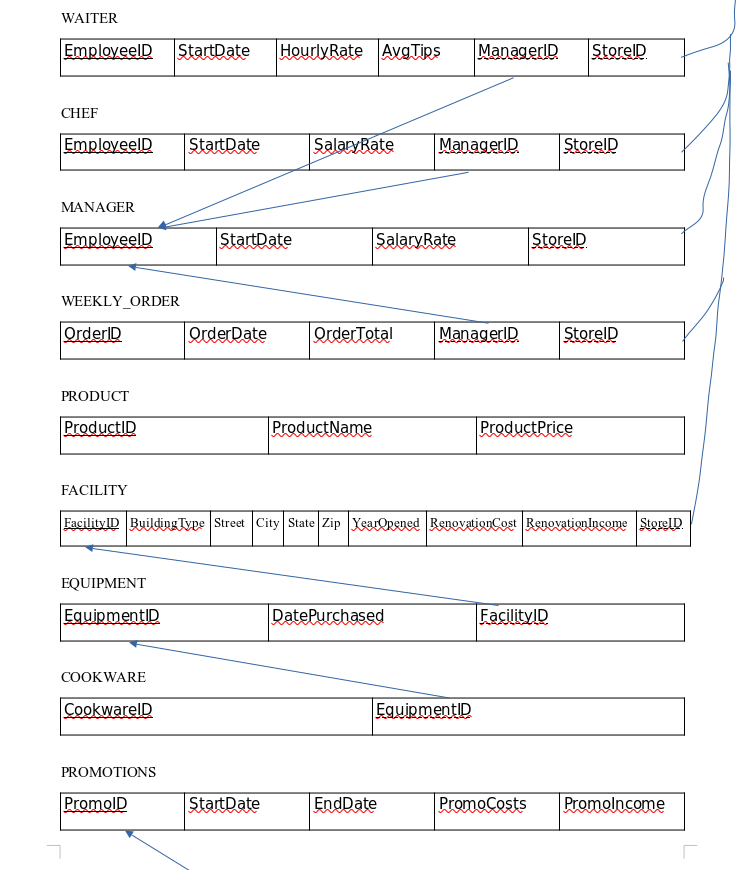 WAITER
EmployeeID StartDate HourlyRate AvgTips ManagerID StoreID
CHEF
EmployeeID StartDate SalaryRate ManagerID StoreID
MANAGER
EmployeeID StartDate SalaryRate StoreID
WEEKLY_ORDER
OrderID OrderDate OrderTotal ManagerID StoreID
PRODUCT
ProductID ProductName ProductPrice
FACILITY
FacilityID BuildingType Street City State Zip YearOpened RenovationCost RenovationIncome StoreID
EQUIPMENT
EquipmentID DatePurchased FacilityID
COOKWARE
CookwareID EquipmentID
PROMOTIONS
PromoID StartDate EndDate PromoCosts PromoIncome